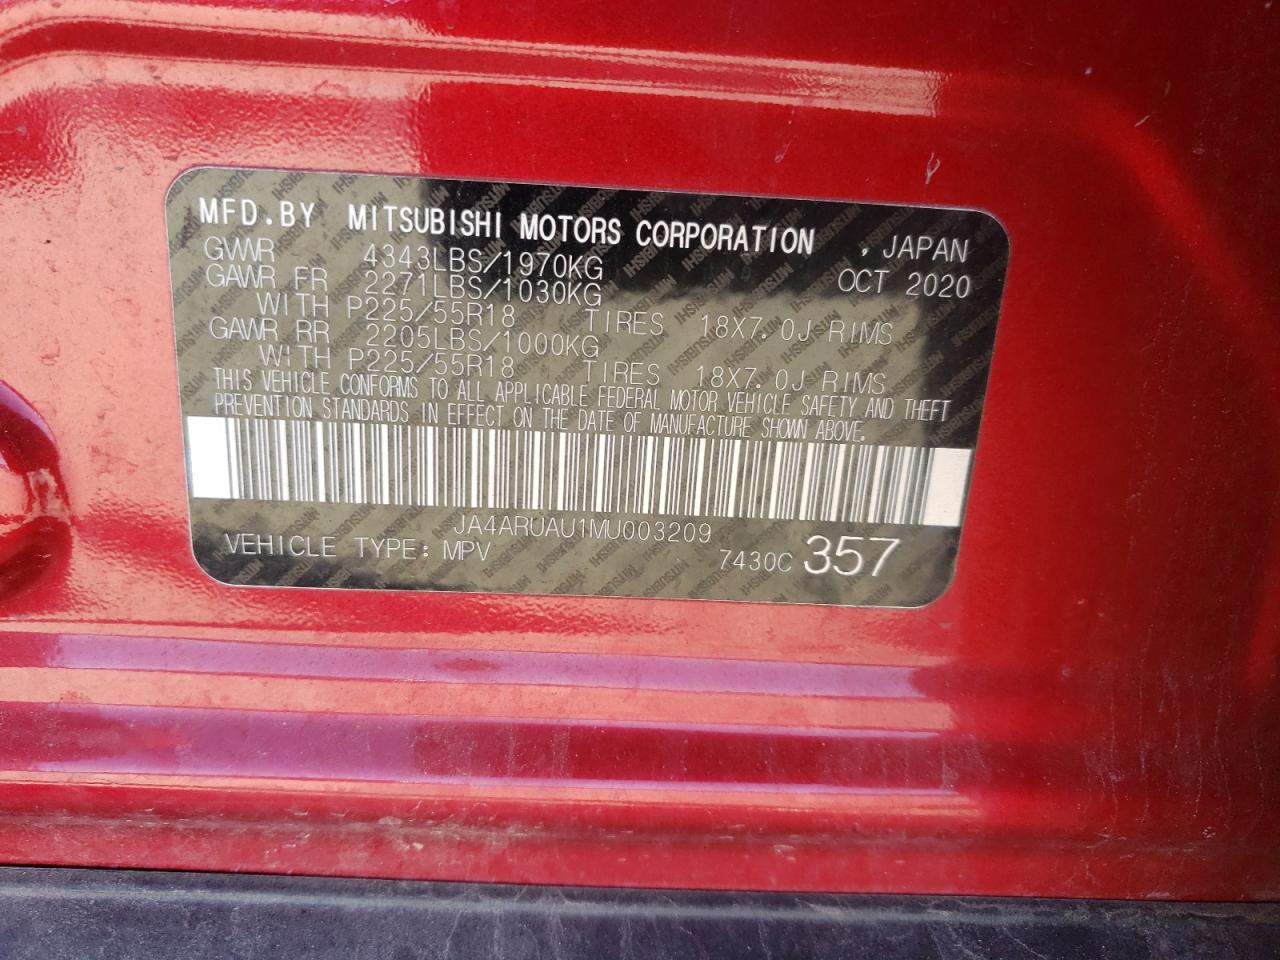 MFD.BY MITSUBISHI MOTORS CORPORATION , JAPAN
GVWR 4343LBS/1970KG OCT 2020
GAWR FR 2271LBS/1030KG
WITH P225/55R18 TIRES 18X7.0J RIMS
GAWR RR 2205LBS/1000KG
WITH P225/55R18 TIRES 18X7.0J RIMS
THIS VEHICLE CONFORMS TO ALL APPLICABLE FEDERAL MOTOR VEHICLE SAFETY AND THEFT
PREVENTION STANDARDS IN EFFECT ON THE DATE OF MANUFACTURE SHOWN ABOVE.
JA4ARUAU1MU003209
VEHICLE TYPE: MPV 7430C 357